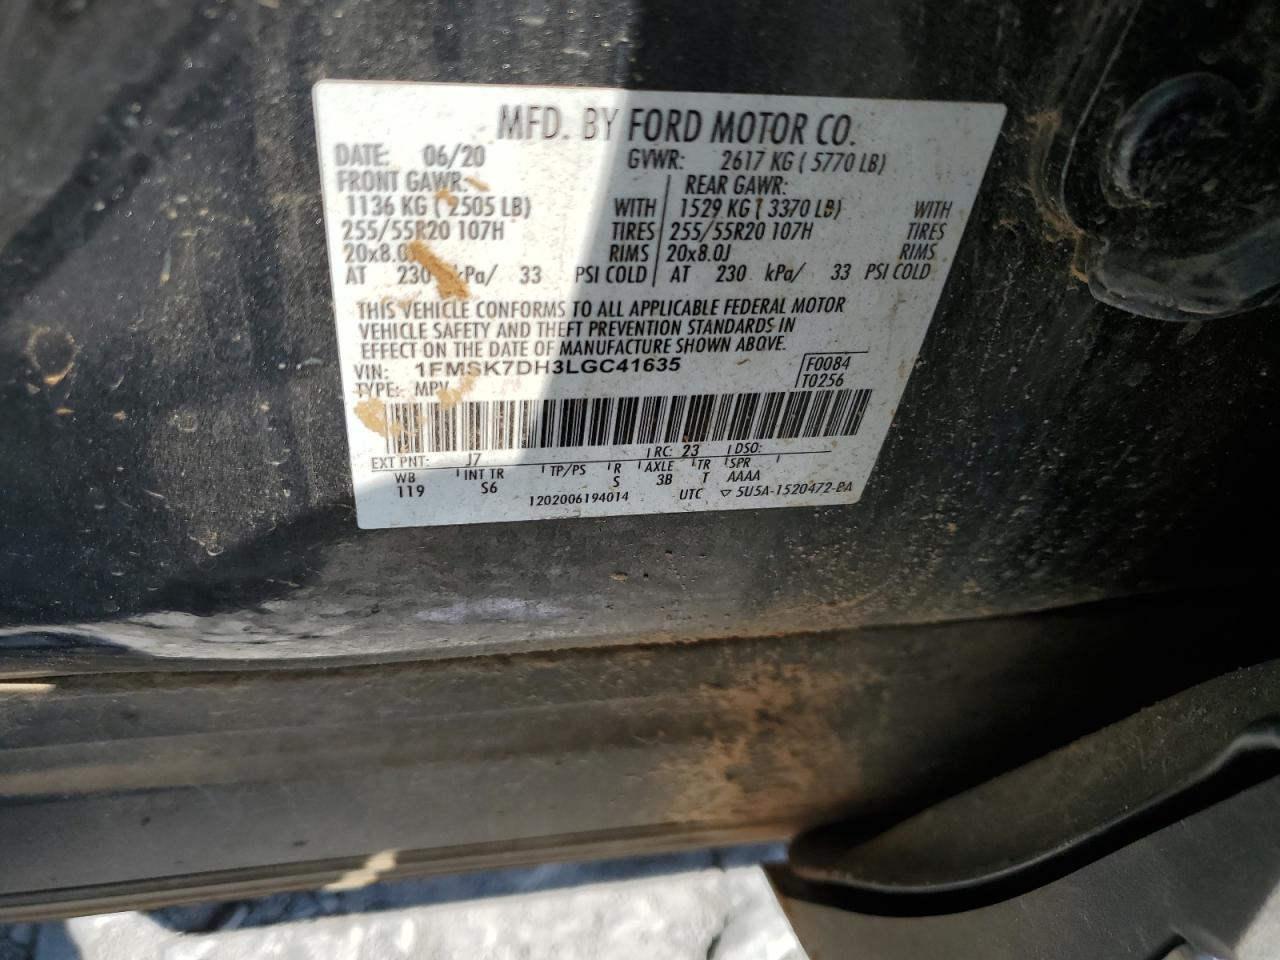 MFD. BY FORD MOTOR CO.
DATE: 06/20 GVWR: 2617 KG ( 5770 LB)
FRONT GAWR: REAR GAWR:
1136 KG ( 2505 LB) WITH 1529 KG ( 3370 LB) WITH
255/55R20 107H TIRES 255/55R20 107H TIRES
20x8.0J RIMS 20x8.0J RIMS
AT 230 kPa/ 33 PSI COLD AT 230 kPa/ 33 PSI COLD
THIS VEHICLE CONFORMS TO ALL APPLICABLE FEDERAL MOTOR
VEHICLE SAFETY AND THEFT PREVENTION STANDARDS IN
EFFECT ON THE DATE OF MANUFACTURE SHOWN ABOVE.
VIN: 1FMSK7DH3LGC41635 F0084
TYPE: MPV T0256
EXT PNT: J7 RC: 23 DSO:
WB INT TR TP/PS R AXLE TR SPR
119 S6 S 3B T AAAA
1202006194014 UTC ▽ 5U5A-1520472-BA